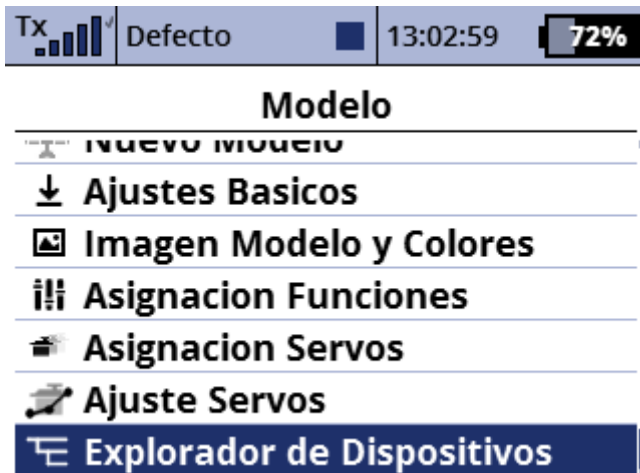 Tx Defecto 13:02:59 72%
Modelo
Nuevo Modelo
Ajustes Basicos
Imagen Modelo y Colores
Asignacion Funciones
Asignacion Servos
Ajuste Servos
Explorador de Dispositivos